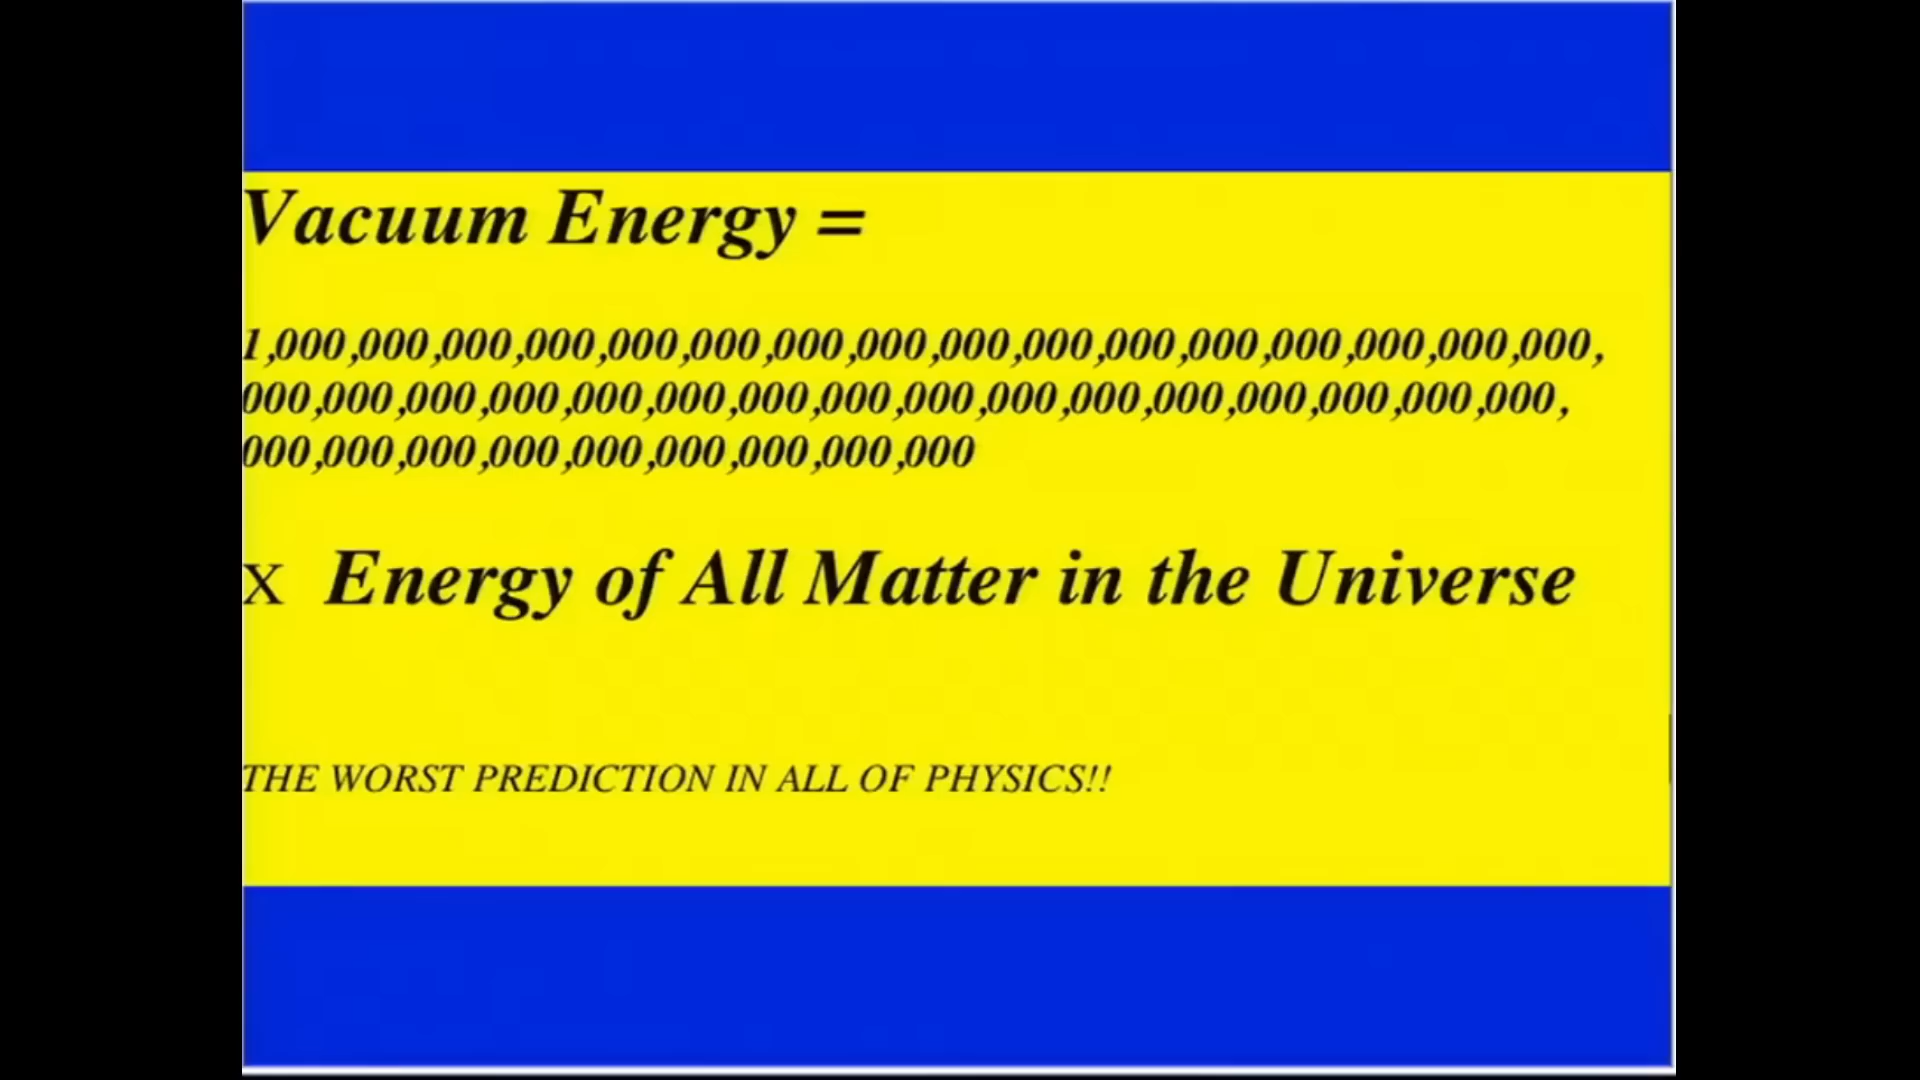 Vacuum Energy =
1,000,000,000,000,000,000,000,000,000,000,000,000,000,000,000,000,
000,000,000,000,000,000,000,000,000,000,000,000,000,000,000,000,
000,000,000,000,000,000,000,000,000
X Energy of All Matter in the Universe
THE WORST PREDICTION IN ALL OF PHYSICS!!